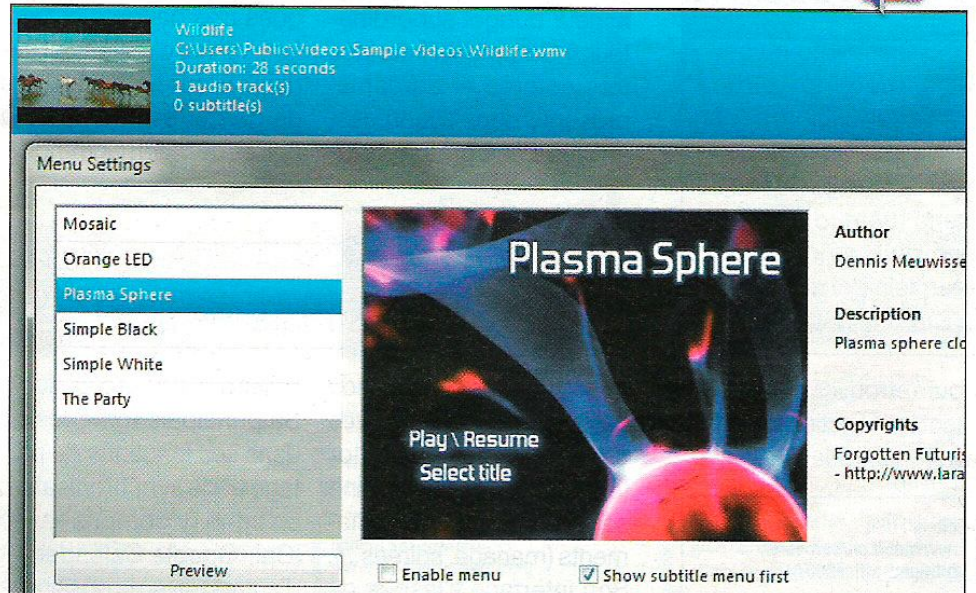 Wildlife
C:\Users\Public\Videos\Sample Videos\Wildlife.wmv
Duration: 28 seconds
1 audio track(s)
0 subtitle(s)
Menu Settings
Mosaic
Orange LED
Plasma Sphere
Simple Black
Simple White
The Party
Preview
Plasma Sphere
Play \ Resume
Select title
Enable menu
Show subtitle menu first
Author
Dennis Meuwisse
Description
Plasma sphere clo
Copyrights
Forgotten Futuris
- http://www.lara